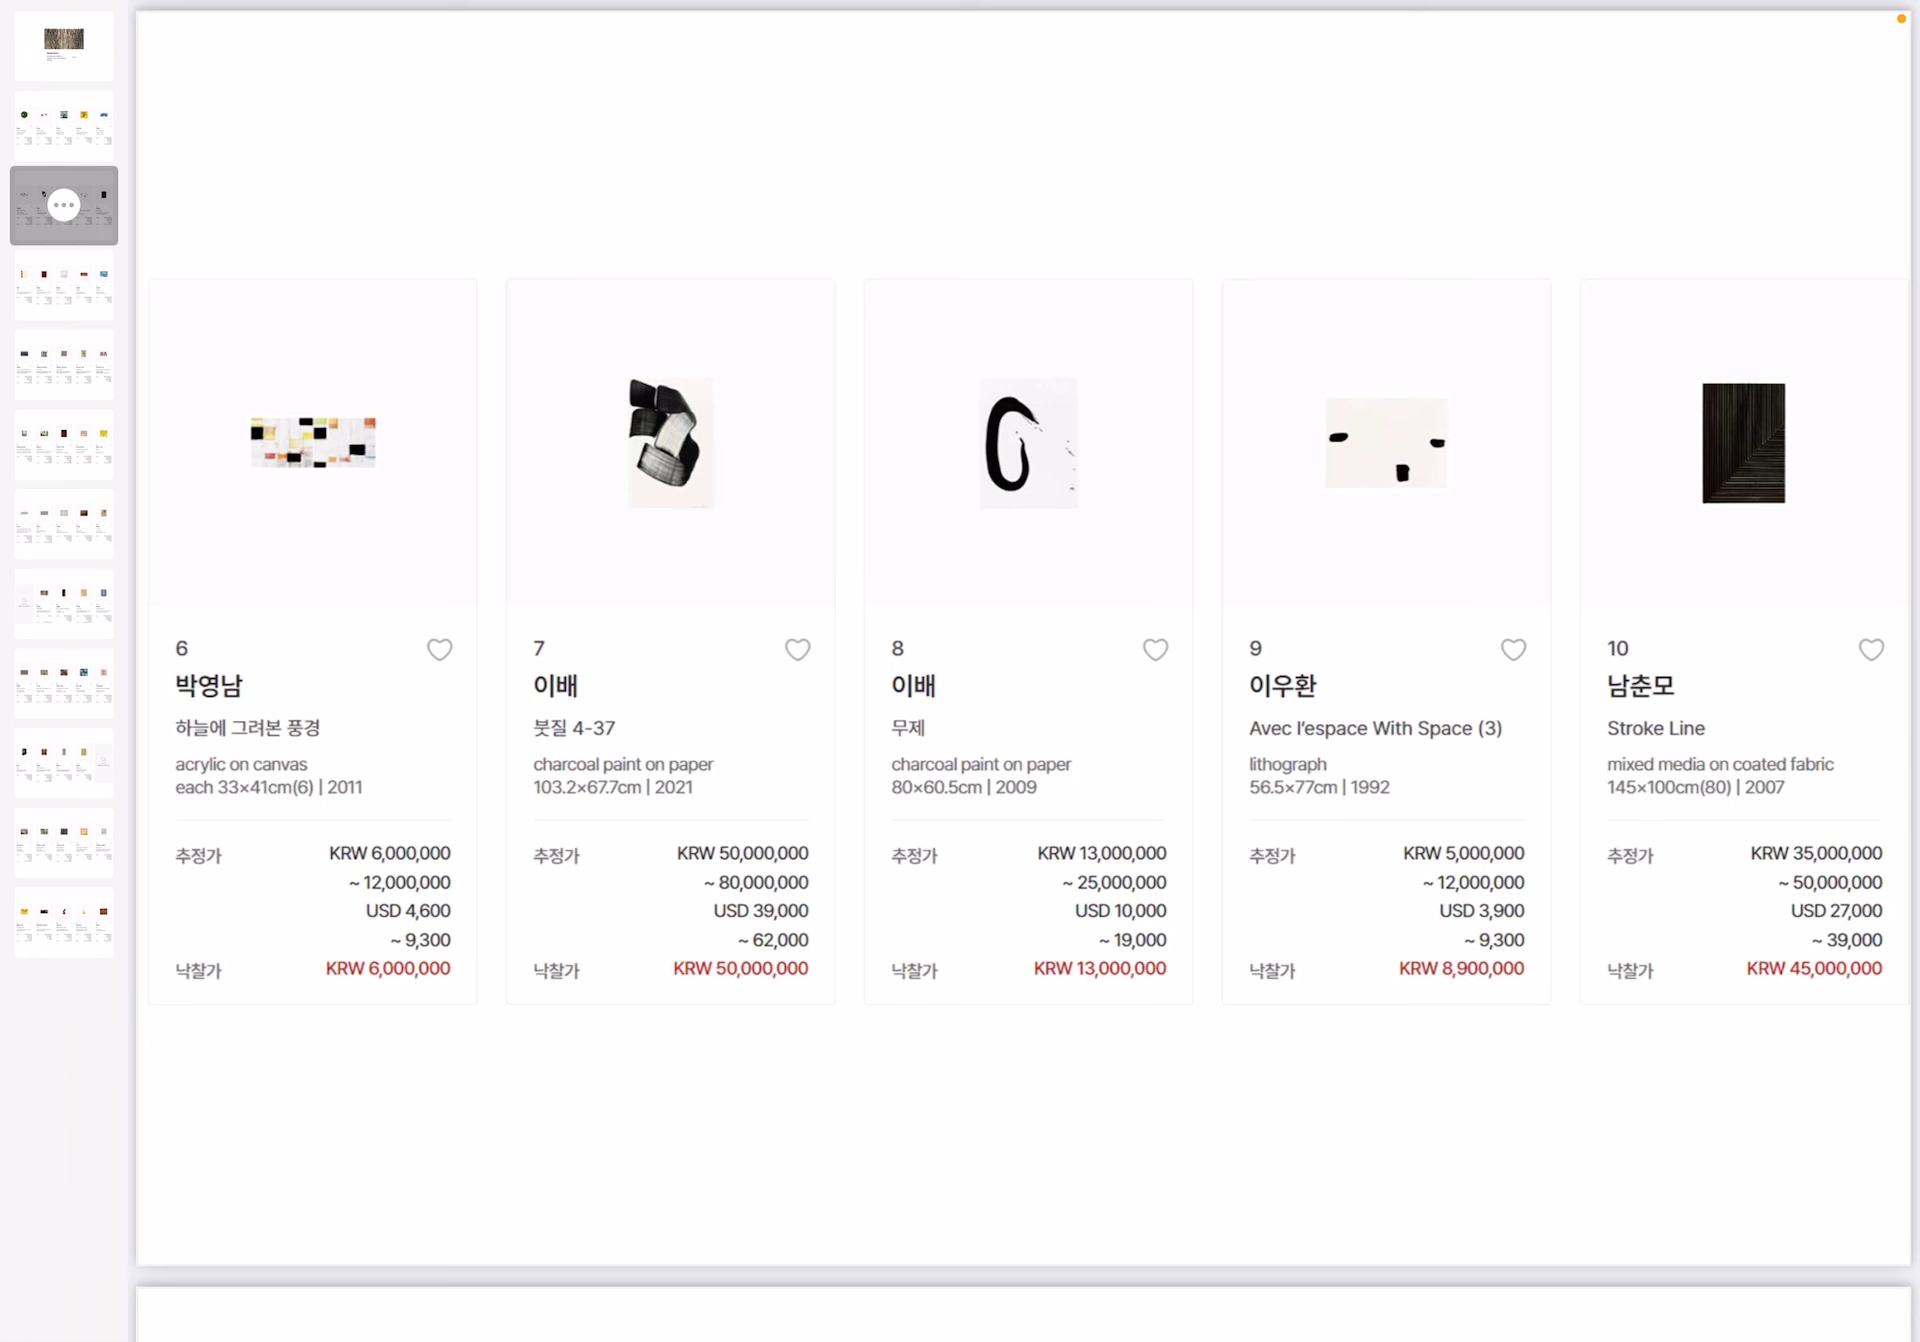 6
박영남
하늘에 그려본 풍경
acrylic on canvas
each 33×41cm(6) | 2011
추정가 KRW 6,000,000
~ 12,000,000
USD 4,600
~ 9,300
낙찰가 KRW 6,000,000
7
이배
붓질 4-37
charcoal paint on paper
103.2×67.7cm | 2021
추정가 KRW 50,000,000
~ 80,000,000
USD 39,000
~ 62,000
낙찰가 KRW 50,000,000
8
이배
무제
charcoal paint on paper
80×60.5cm | 2009
추정가 KRW 13,000,000
~ 25,000,000
USD 10,000
~ 19,000
낙찰가 KRW 13,000,000
9
이우환
Avec l'espace With Space (3)
lithograph
56.5×77cm | 1992
추정가 KRW 5,000,000
~ 12,000,000
USD 3,900
~ 9,300
낙찰가 KRW 8,900,000
10
남춘모
Stroke Line
mixed media on coated fabric
145×100cm(80) | 2007
추정가 KRW 35,000,000
~ 50,000,000
USD 27,000
~ 39,000
낙찰가 KRW 45,000,000